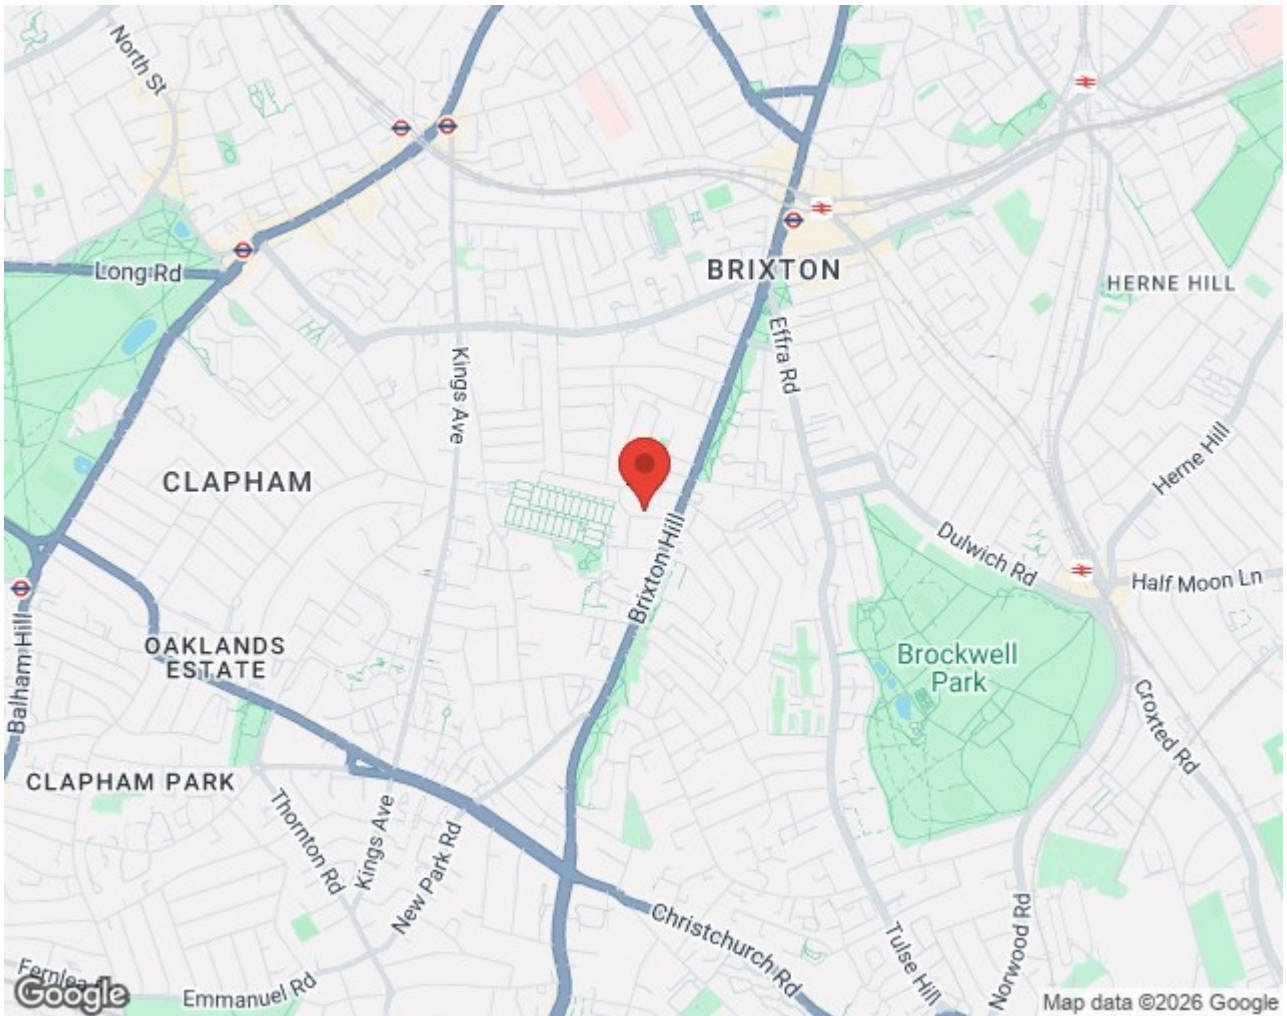 North St
Long Rd
BRIXTON
HERNE HILL
Effra Rd
Kings Ave
CLAPHAM
Herne Hill
Dulwich Rd
Half Moon Ln
Brixton Hill
OAKLANDS
ESTATE
Balham Hill
Brockwell
Park
Croxted Rd
CLAPHAM PARK
Thornton Rd
Kings Ave
New Park Rd
Christchurch Rd
Tulse Hill
Norwood Rd
Emmanuel Rd
Google
Map data ©2026 Google